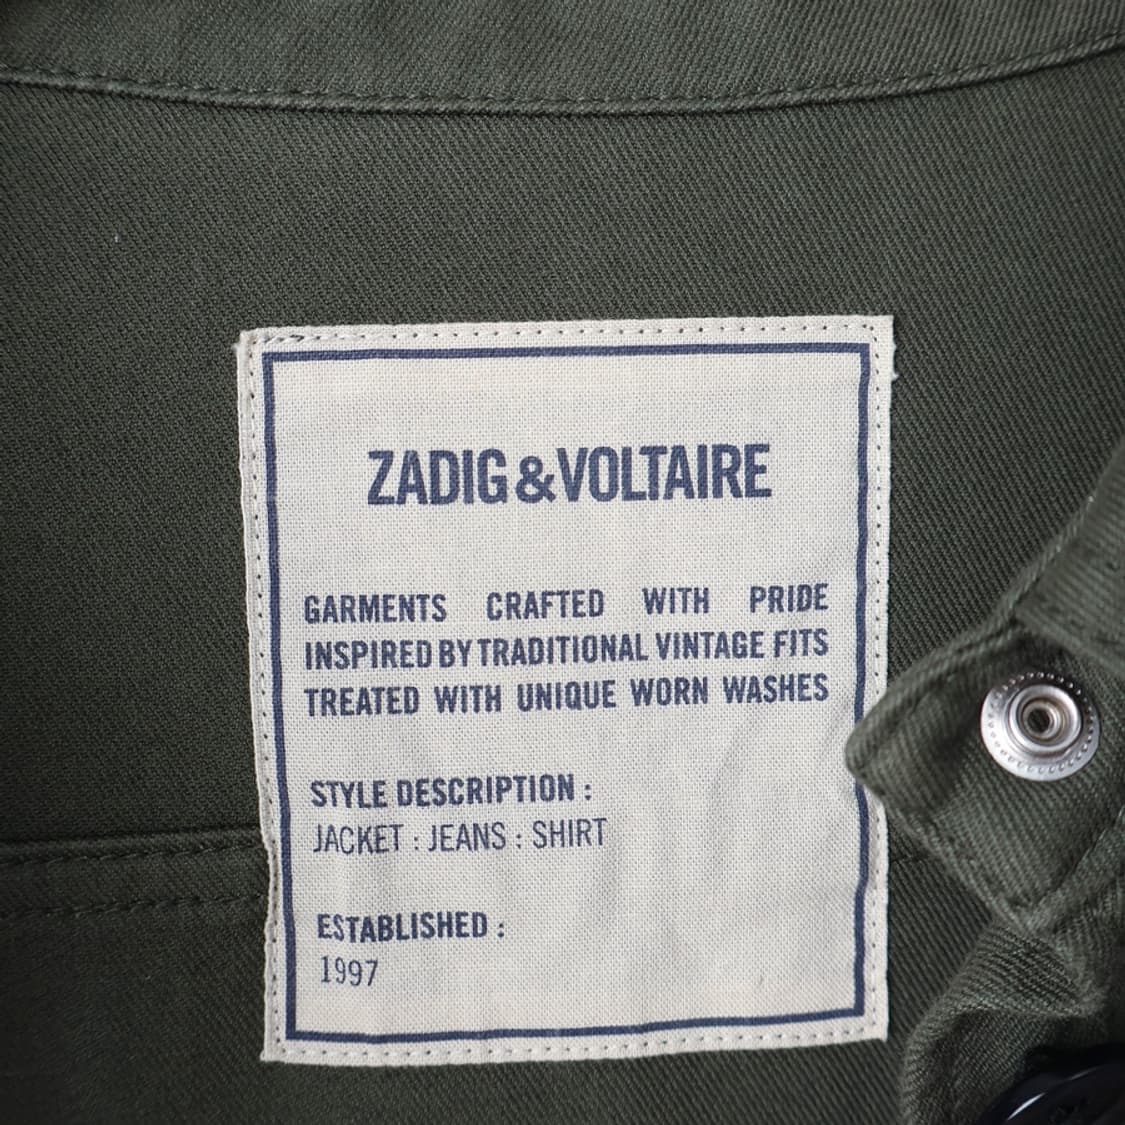 ZADIG&VOLTAIRE
GARMENTS CRAFTED WITH PRIDE
INSPIRED BY TRADITIONAL VINTAGE FITS
TREATED WITH UNIQUE WORN WASHES
STYLE DESCRIPTION :
JACKET : JEANS : SHIRT
ESTABLISHED :
1997